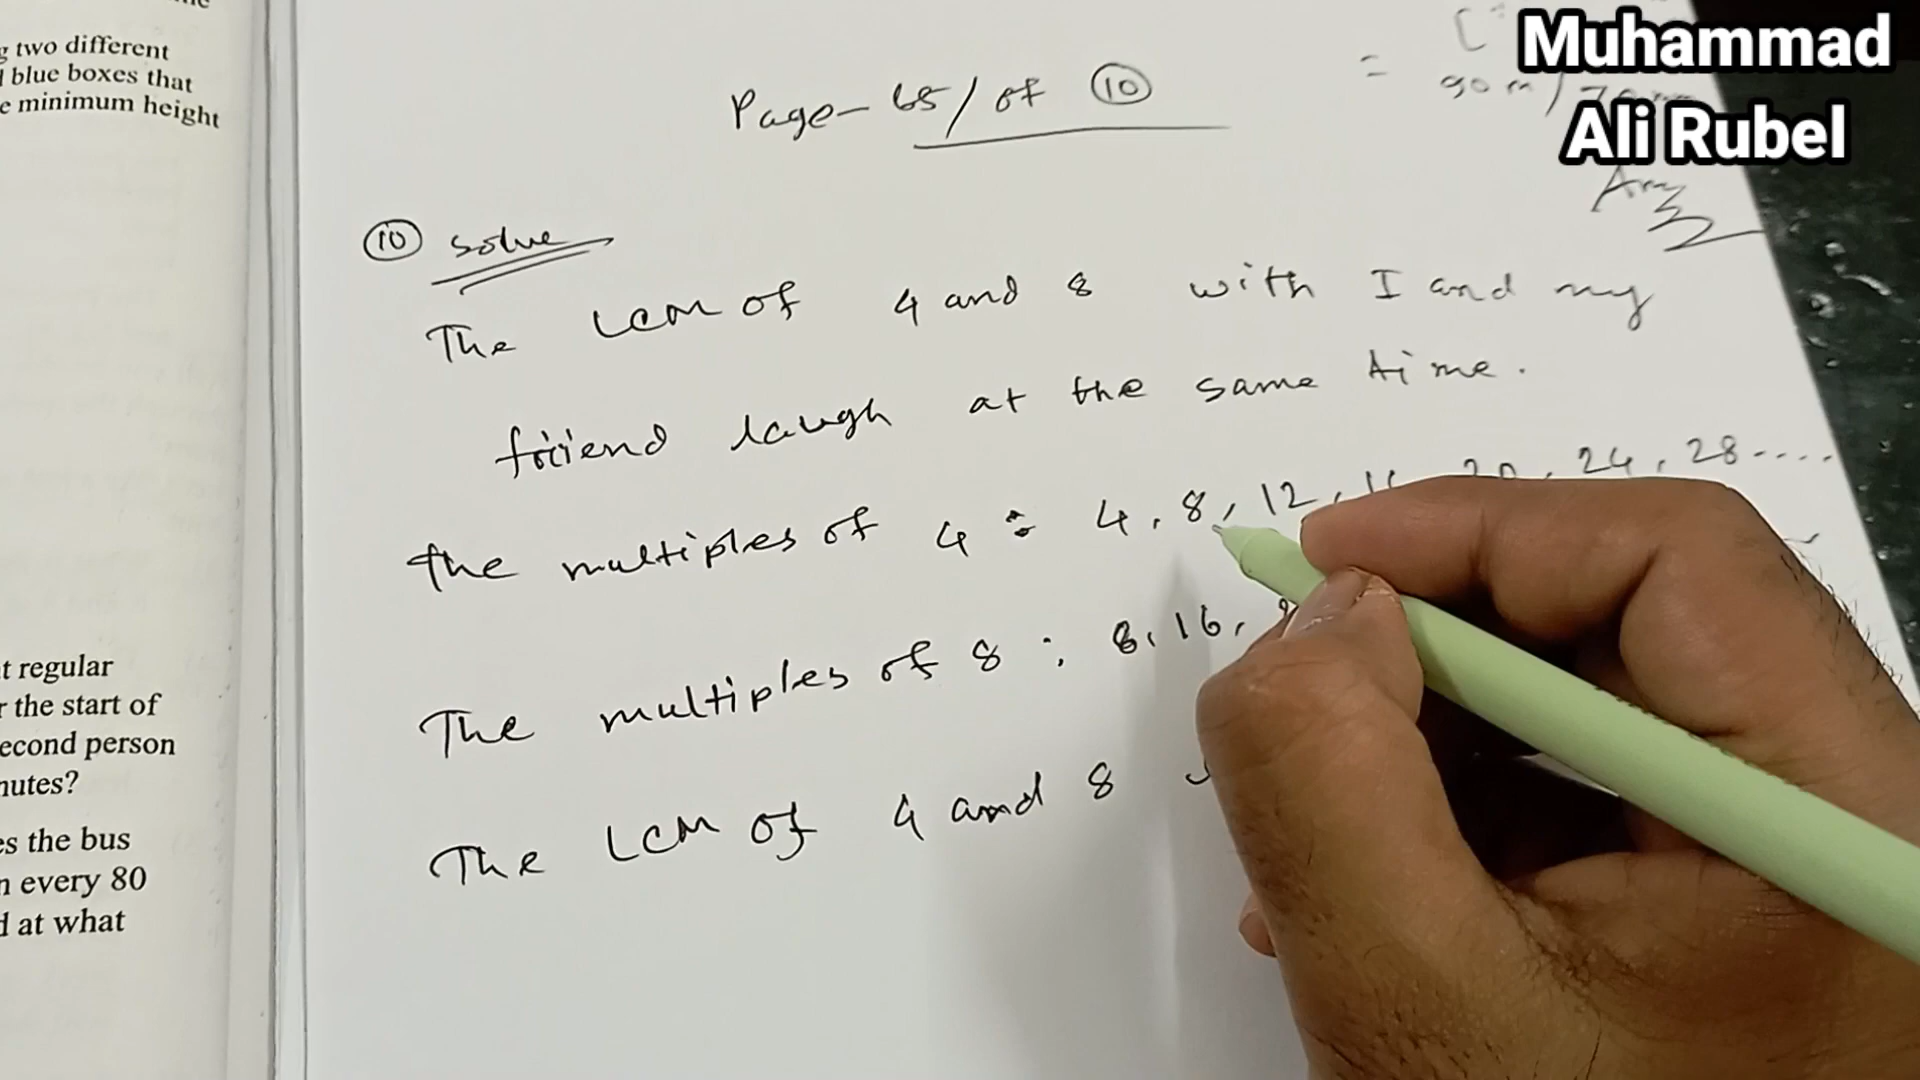 two different
blue boxes that
minimum height
Muhammad
Ali Rubel
Page-65/of 10
10 solve
The LCM of 4 and 8 with I and my
friend laugh at the same time.
the multiples of 4 : 4, 8, 12, 24, 28....
The multiples of 8 : 8, 16,
The LCM of 4 and 8
regular
the start of
person
the bus
every 80
at what